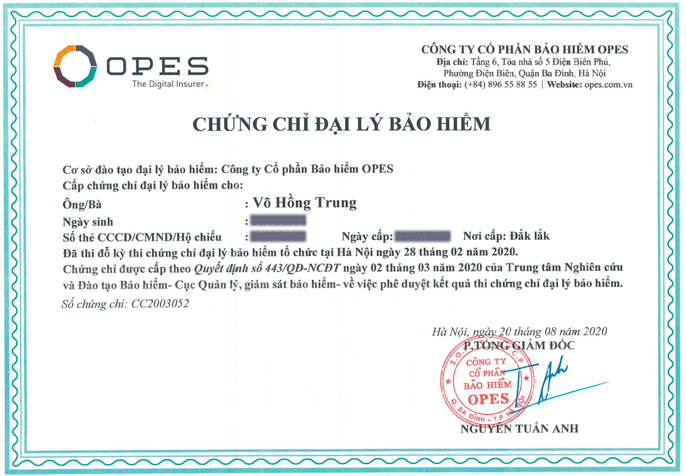 OPES
The Digital Insurer.
CÔNG TY CỔ PHẦN BẢO HIỂM OPES
Địa chỉ: Tầng 6, Tòa nhà số 5 Điện Biên Phủ,
Phường Điện Biên, Quận Ba Đình, Hà Nội
Điện thoại: (+84) 896 55 88 55 | Website: opes.com.vn
CHỨNG CHỈ ĐẠI LÝ BẢO HIỂM
Cơ sở đào tạo đại lý bảo hiểm: Công ty Cổ phần Bảo hiểm OPES
Cấp chứng chỉ đại lý bảo hiểm cho:
Ông/Bà : Võ Hồng Trung
Ngày sinh :
Số thẻ CCCD/CMND/Hộ chiếu : Ngày cấp: Nơi cấp: Đắk lắk
Đã thi đỗ kỳ thi chứng chỉ đại lý bảo hiểm tổ chức tại Hà Nội ngày 28 tháng 02 năm 2020.
Chứng chỉ được cấp theo Quyết định số 443/QĐ-NCĐT ngày 02 tháng 03 năm 2020 của Trung tâm Nghiên cứu
và Đào tạo Bảo hiểm- Cục Quản lý, giám sát bảo hiểm- về việc phê duyệt kết quả thi chứng chỉ đại lý bảo hiểm.
Số chứng chỉ: CC2003052
Hà Nội, ngày 20 tháng 08 năm 2020
P.TỔNG GIÁM ĐỐC
CÔNG TY
CỔ PHẦN
BẢO HIỂM
OPES
Q. BA ĐÌNH - T.P HÀ NỘI
NGUYỄN TUẤN ANH